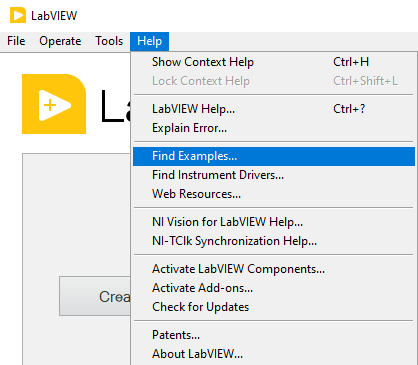 LabVIEW
File Operate Tools Help
Show Context Help Ctrl+H
Lock Context Help Ctrl+Shift+L
LabVIEW Help... Ctrl+?
Explain Error...
Find Examples...
Find Instrument Drivers...
Web Resources...
NI Vision for LabVIEW Help...
NI-TClk Synchronization Help...
Activate LabVIEW Components...
Activate Add-ons...
Check for Updates
Patents...
About LabVIEW...